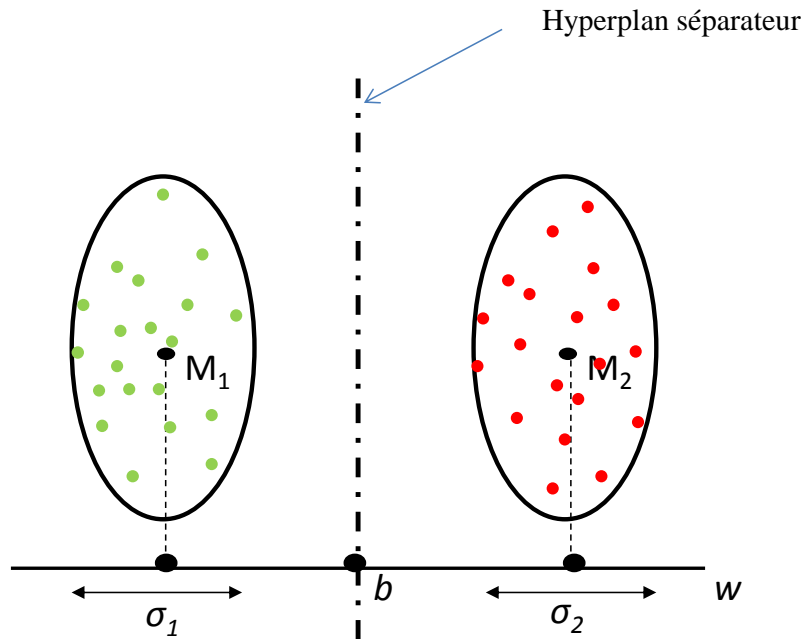 Hyperplan séparateur
M₁
M₂
b
w
σ₁
σ₂